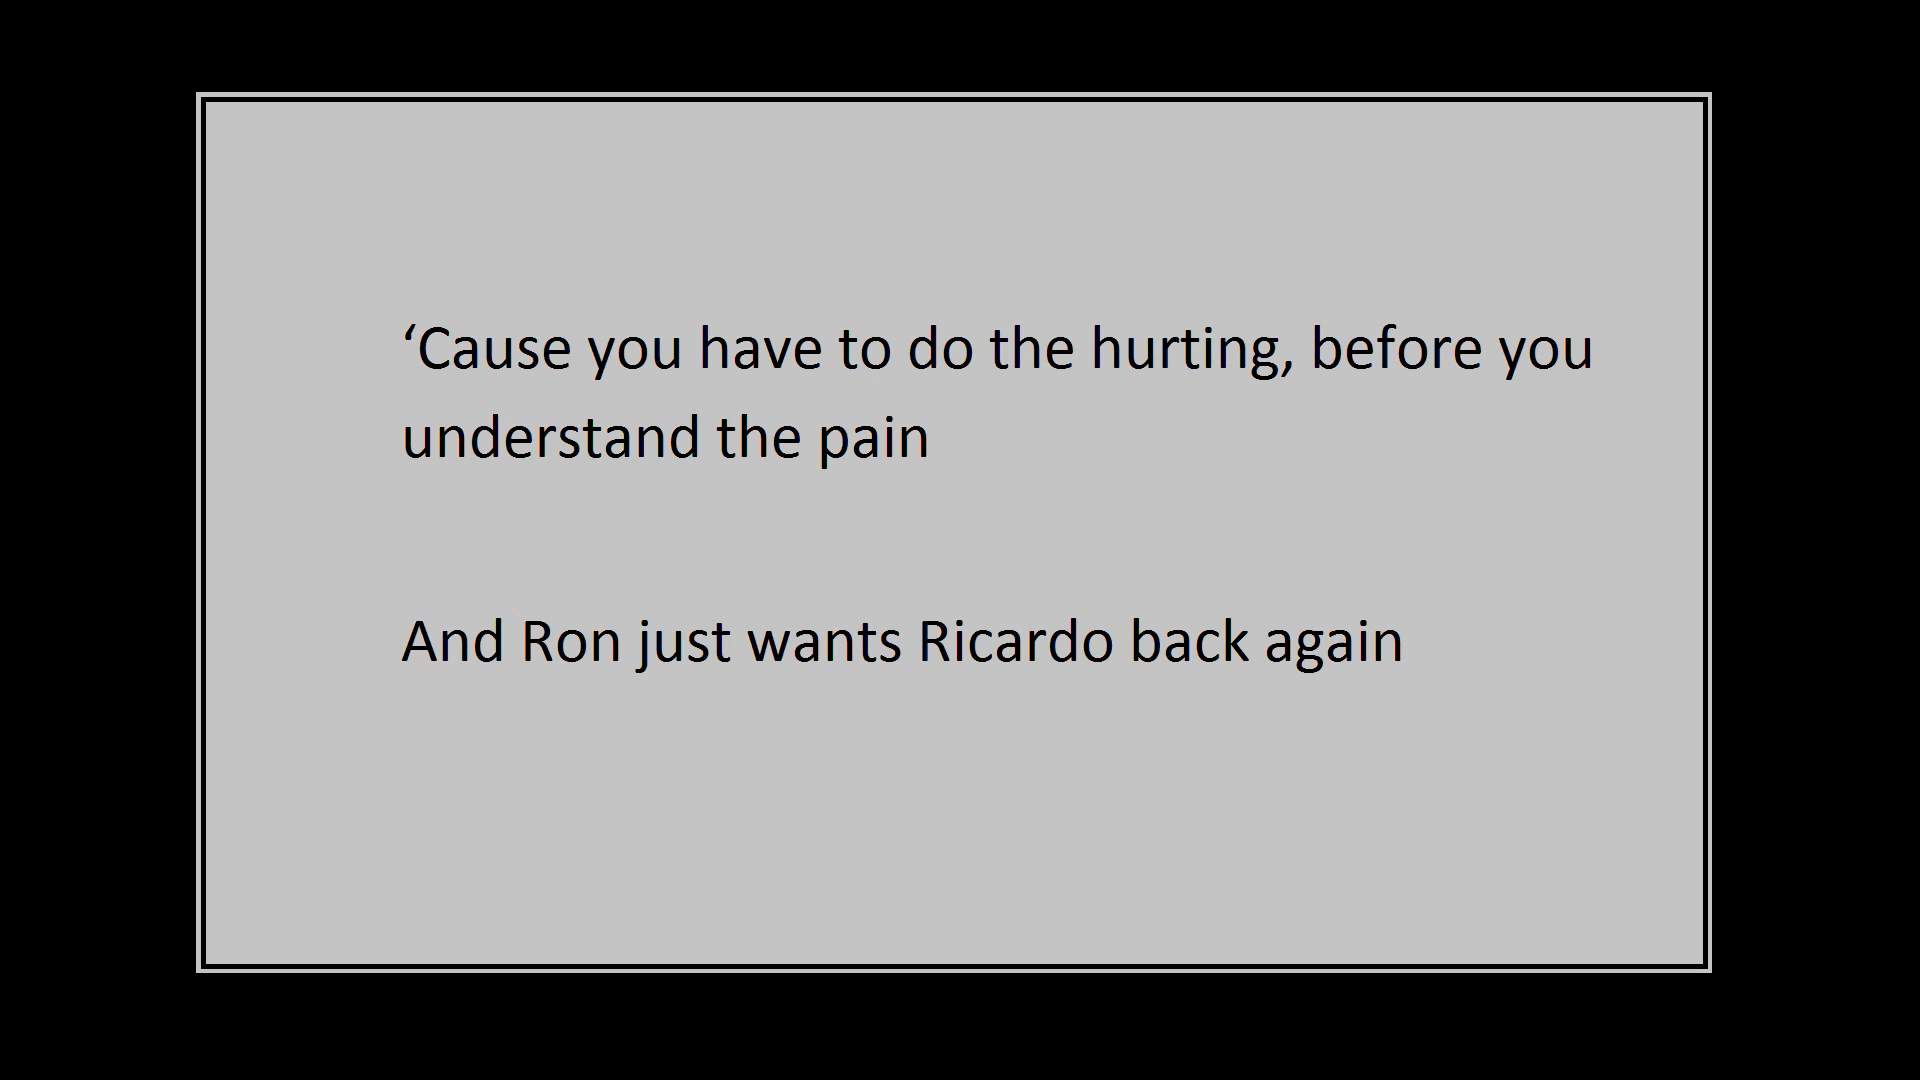 ‘Cause you have to do the hurting, before you
understand the pain
And Ron just wants Ricardo back again